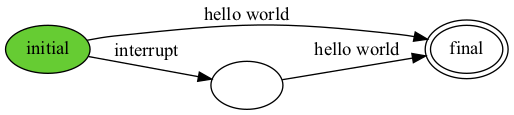 hello world
initial
interrupt
hello world
final